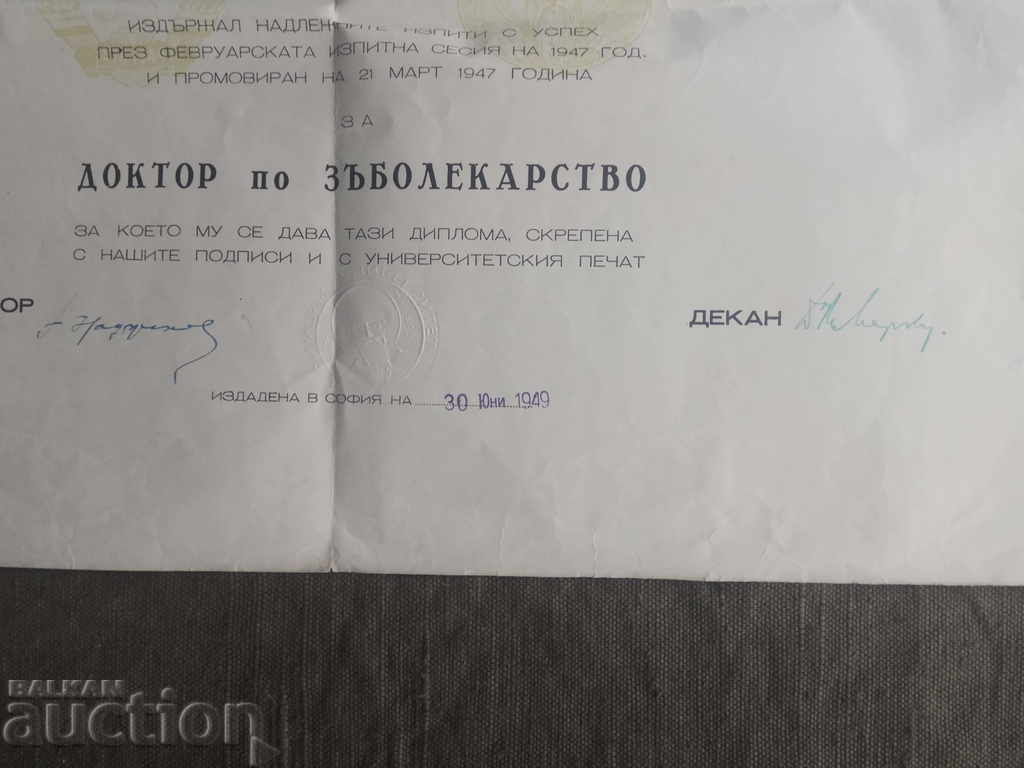 ИЗДЪРЖАЛ НАДЛЕЖНИТЕ ИЗПИТИ С УСПЕХ
ПРЕЗ ФЕВРУАРСКАТА ИЗПИТНА СЕСИЯ НА 1947 ГОД.
И ПРОМОВИРАН НА 21 МАРТ 1947 ГОДИНА
ЗА
ДОКТОР по ЗЪБОЛЕКАРСТВО
ЗА КОЕТО МУ СЕ ДАВА ТАЗИ ДИПЛОМА, СКРЕПЕНА
С НАШИТЕ ПОДПИСИ И С УНИВЕРСИТЕТСКИЯ ПЕЧАТ
ОР
ДЕКАН
ИЗДАДЕНА В СОФИЯ НА 30 Юни 1949
BALKAN
auction